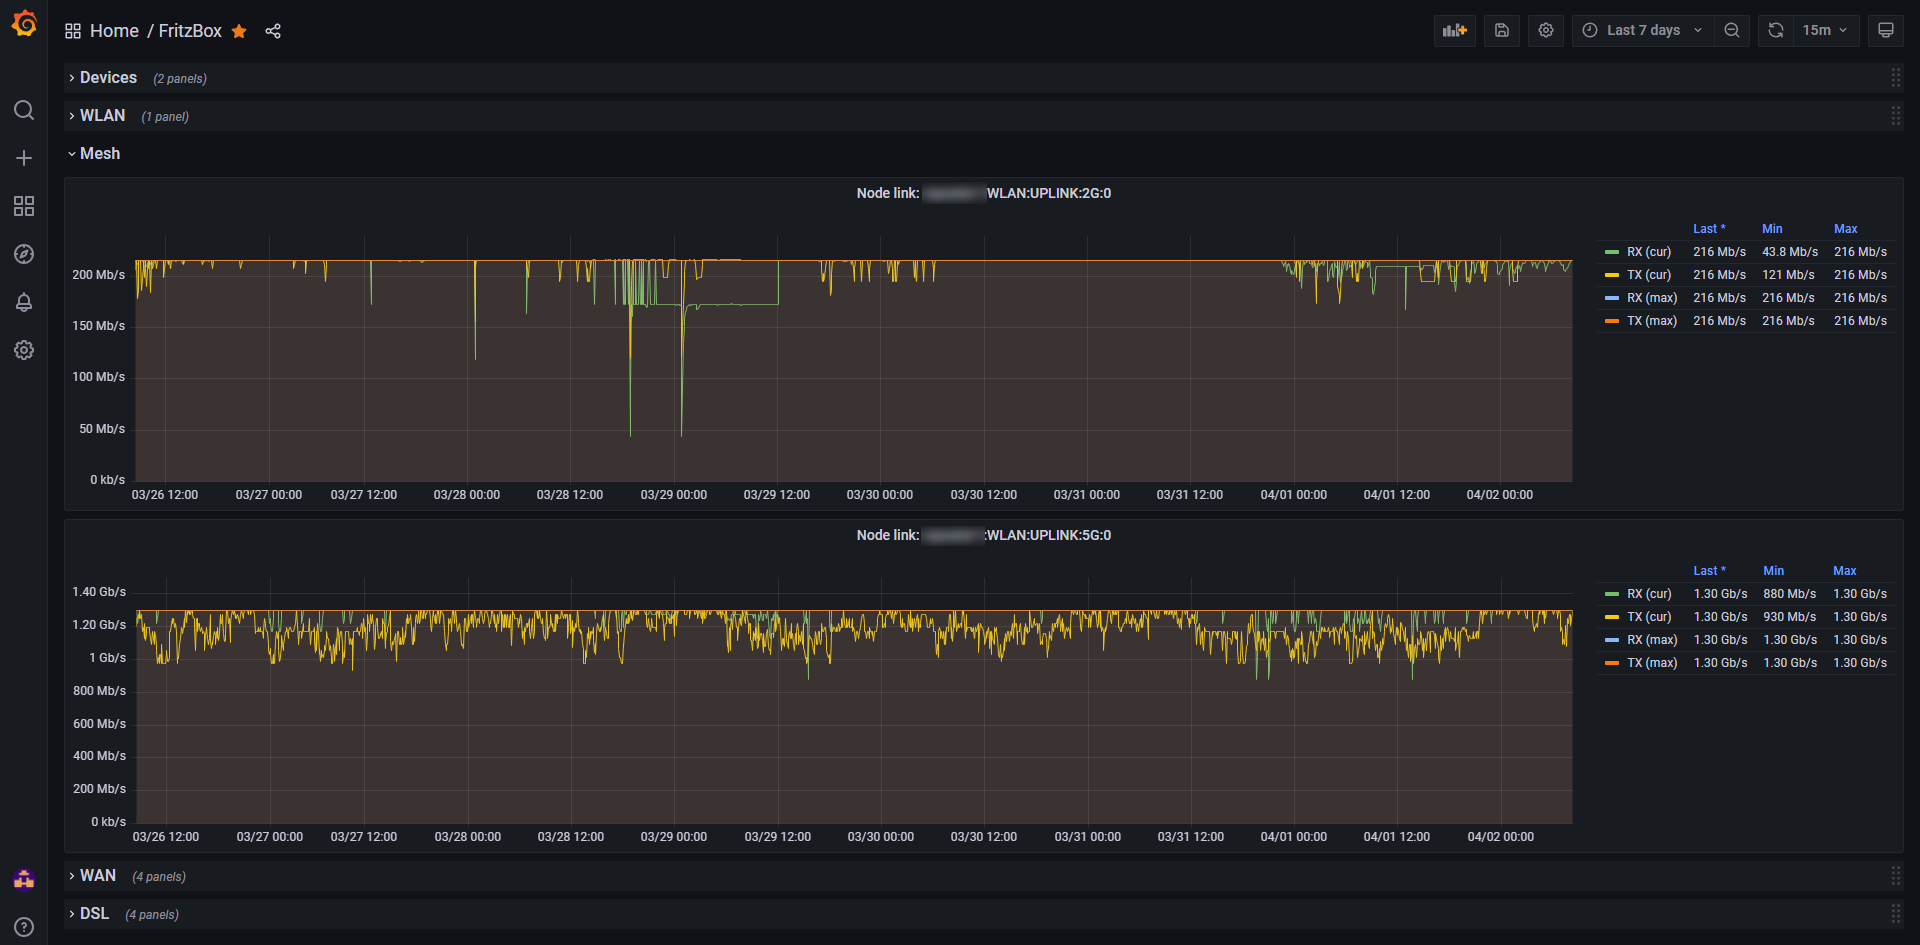 Home / FritzBox
Last 7 days
15m
Devices (2 panels)
WLAN (1 panel)
Mesh
Node link: WLAN:UPLINK:2G:0
200 Mb/s
150 Mb/s
100 Mb/s
50 Mb/s
0 kb/s
03/26 12:00 03/27 00:00 03/27 12:00 03/28 00:00 03/28 12:00 03/29 00:00 03/29 12:00 03/30 00:00 03/30 12:00 03/31 00:00 03/31 12:00 04/01 00:00 04/01 12:00 04/02 00:00
Last * Min Max
RX (cur) 216 Mb/s 43.8 Mb/s 216 Mb/s
TX (cur) 216 Mb/s 121 Mb/s 216 Mb/s
RX (max) 216 Mb/s 216 Mb/s 216 Mb/s
TX (max) 216 Mb/s 216 Mb/s 216 Mb/s
Node link: :WLAN:UPLINK:5G:0
1.40 Gb/s
1.20 Gb/s
1 Gb/s
800 Mb/s
600 Mb/s
400 Mb/s
200 Mb/s
0 kb/s
03/26 12:00 03/27 00:00 03/27 12:00 03/28 00:00 03/28 12:00 03/29 00:00 03/29 12:00 03/30 00:00 03/30 12:00 03/31 00:00 03/31 12:00 04/01 00:00 04/01 12:00 04/02 00:00
Last * Min Max
RX (cur) 1.30 Gb/s 880 Mb/s 1.30 Gb/s
TX (cur) 1.30 Gb/s 930 Mb/s 1.30 Gb/s
RX (max) 1.30 Gb/s 1.30 Gb/s 1.30 Gb/s
TX (max) 1.30 Gb/s 1.30 Gb/s 1.30 Gb/s
WAN (4 panels)
DSL (4 panels)